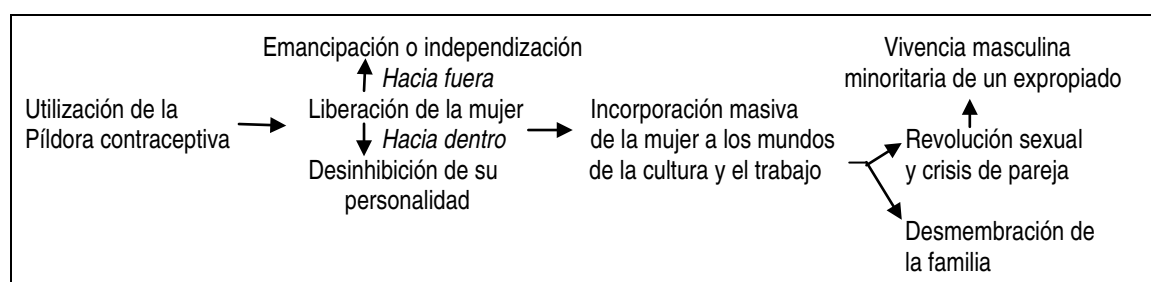 Emancipación o independización
Hacia fuera
Utilización de la
Píldora contraceptiva
Liberación de la mujer
Hacia dentro
Desinhibición de su
personalidad
Incorporación masiva
de la mujer a los mundos
de la cultura y el trabajo
Vivencia masculina
minoritaria de un expropiado
Revolución sexual
y crisis de pareja
Desmembración de
la familia